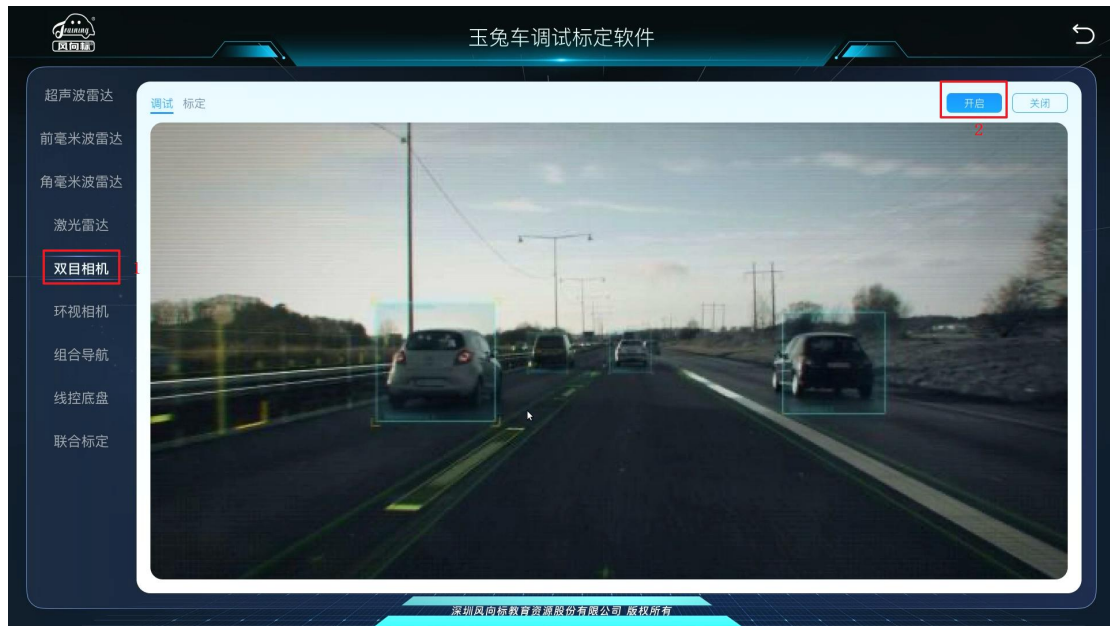 Training
风向标
玉兔车调试标定软件
超声波雷达
前毫米波雷达
角毫米波雷达
激光雷达
双目相机
1
环视相机
组合导航
线控底盘
联合标定
调试 标定
开启 关闭
2
深圳风向标教育资源股份有限公司 版权所有